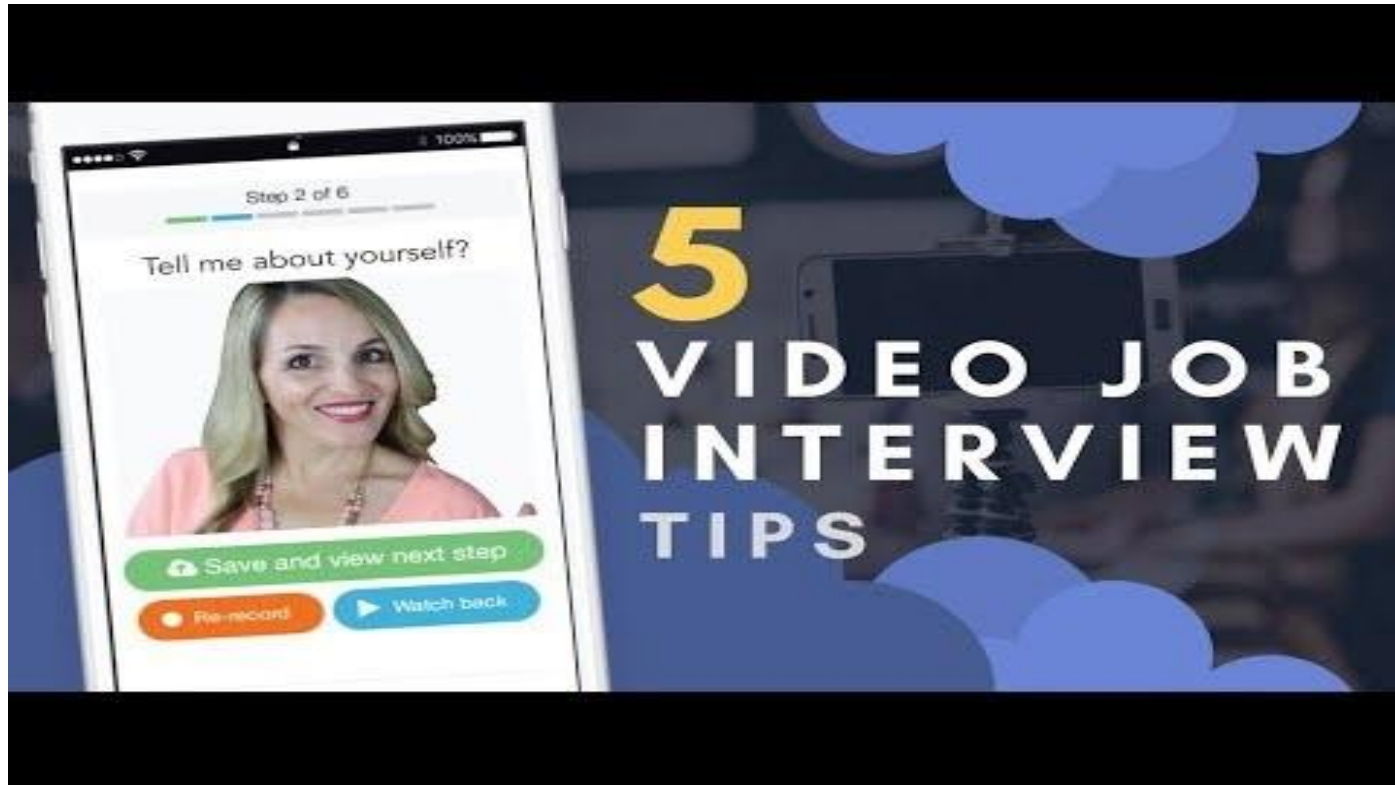 100%
Step 2 of 6
Tell me about yourself?
Save and view next step
Re-record
Watch back
5
VIDEO JOB
INTERVIEW
TIPS